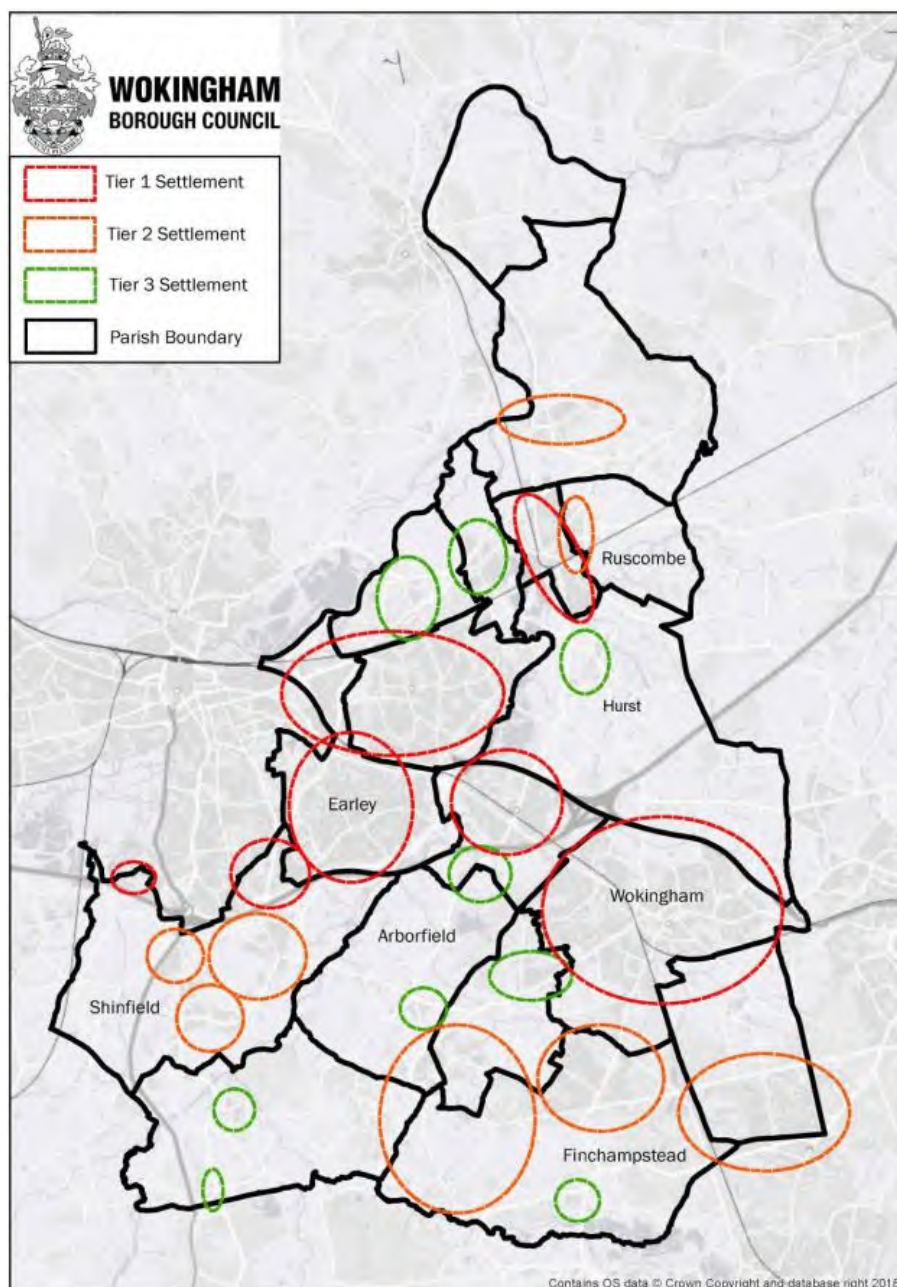 WOKINGHAM
BOROUGH COUNCIL
Tier 1 Settlement
Tier 2 Settlement
Tier 3 Settlement
Parish Boundary
Ruscombe
Hurst
Earley
Wokingham
Arborfield
Shinfield
Finchampstead
Contains OS data © Crown Copyright and database right 2018